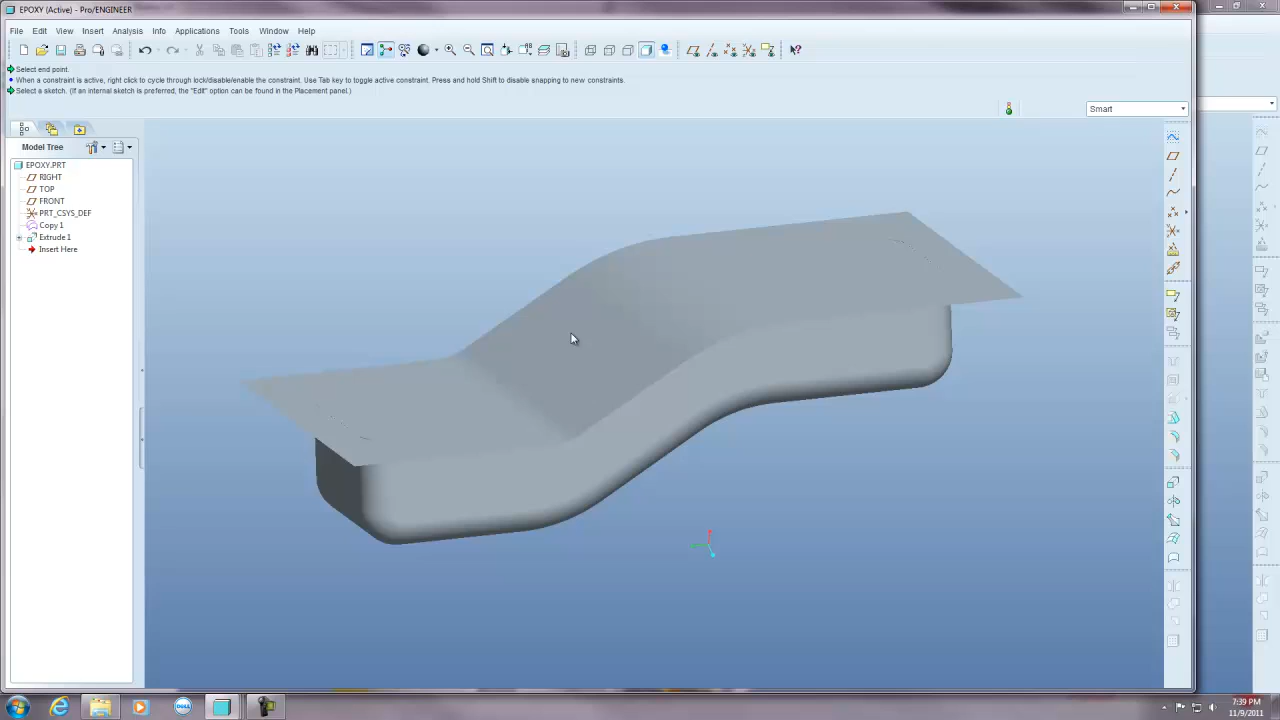 EPOXY (Active) - Pro/ENGINEER
File Edit View Insert Analysis Info Applications Tools Window Help
Select end point.
When a constraint is active, right click to cycle through lock/disable/enable the constraint. Use Tab key to toggle active constraint. Press and hold Shift to disable snapping to new constraints.
Select a sketch. (If an internal sketch is preferred, the "Edit" option can be found in the Placement panel.)
Smart
Model Tree
EPOXY.PRT
RIGHT
TOP
FRONT
PRT_CSYS_DEF
Copy 1
Extrude 1
Insert Here
7:39 PM
11/9/2011